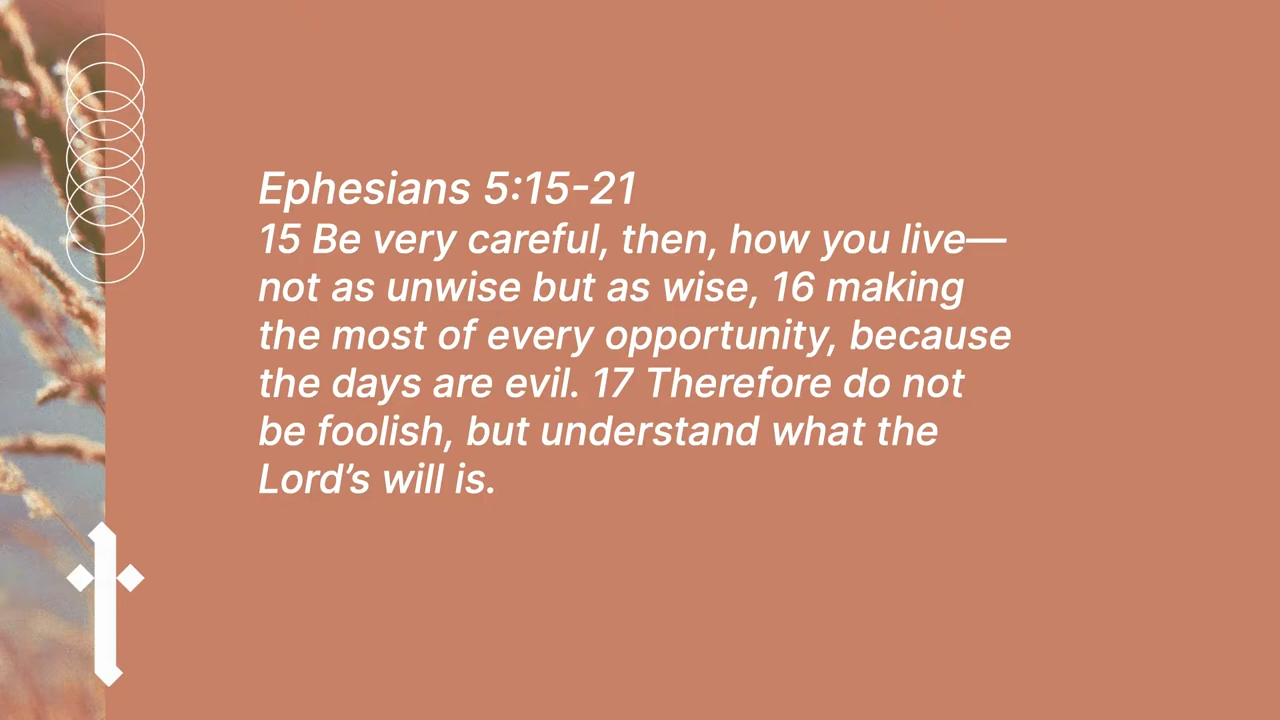 Ephesians 5:15-21
15 Be very careful, then, how you live—
not as unwise but as wise, 16 making
the most of every opportunity, because
the days are evil. 17 Therefore do not
be foolish, but understand what the
Lord’s will is.